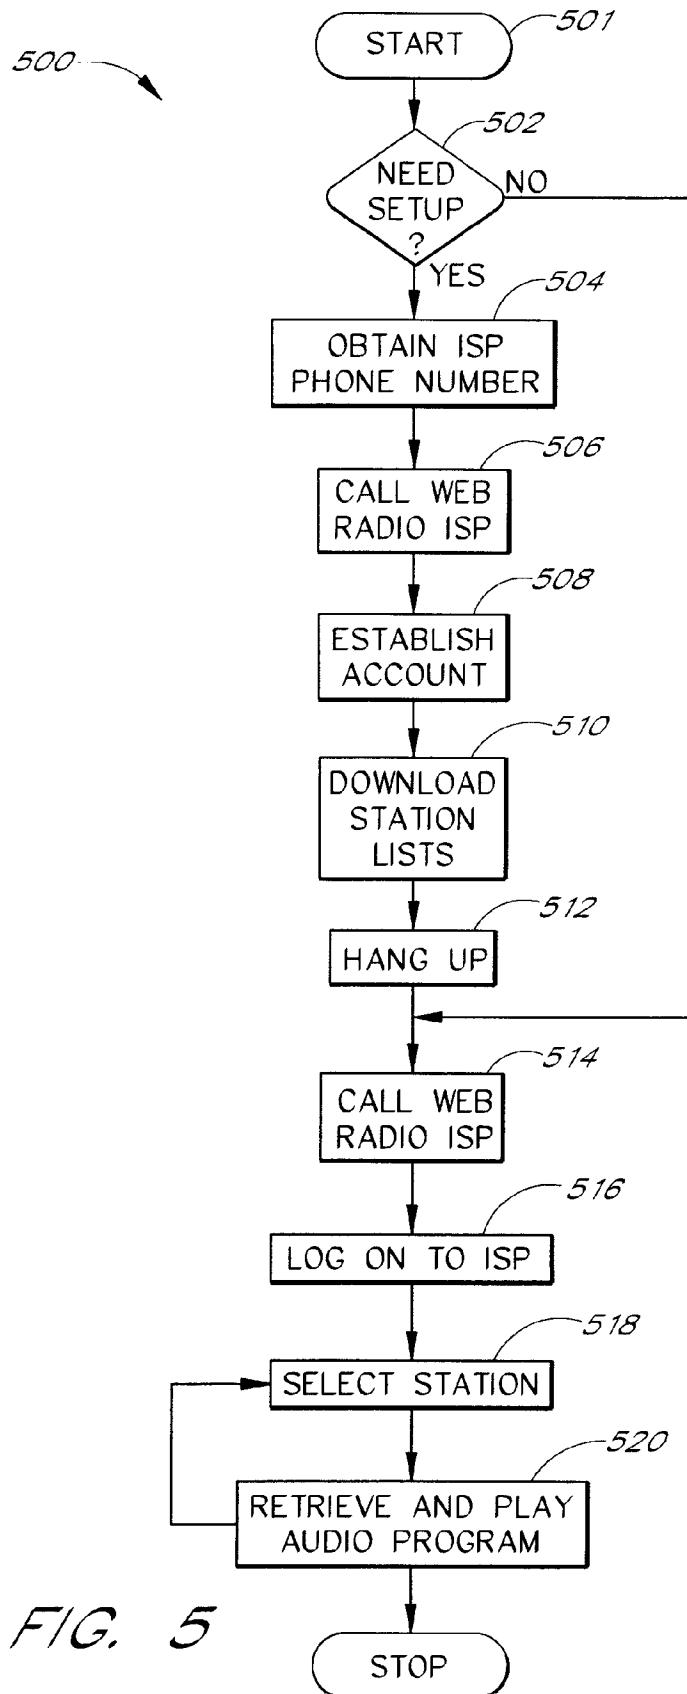 501
START
500
502
NEED
SETUP
?
NO
YES
504
OBTAIN ISP
PHONE NUMBER
506
CALL WEB
RADIO ISP
508
ESTABLISH
ACCOUNT
510
DOWNLOAD
STATION
LISTS
512
HANG UP
514
CALL WEB
RADIO ISP
516
LOG ON TO ISP
518
SELECT STATION
520
RETRIEVE AND PLAY
AUDIO PROGRAM
FIG. 5
STOP